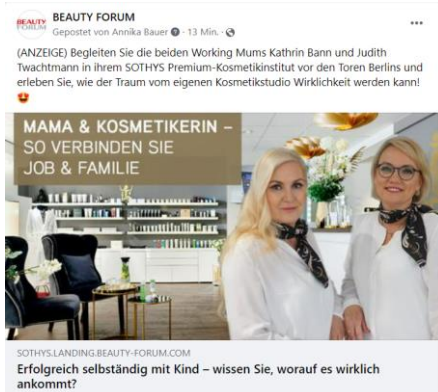 BEAUTY FORUM
BEAUTY FORUM
Gepostet von Annika Bauer · 13 Min. ·
(ANZEIGE) Begleiten Sie die beiden Working Mums Kathrin Bann und Judith
Twachtmann in ihrem SOTHYS Premium-Kosmetikinstitut vor den Toren Berlins und
erleben Sie, wie der Traum vom eigenen Kosmetikstudio Wirklichkeit werden kann!
MAMA & KOSMETIKERIN –
SO VERBINDEN SIE
JOB & FAMILIE
SOTHYS.LANDING.BEAUTY-FORUM.COM
Erfolgreich selbständig mit Kind – wissen Sie, worauf es wirklich
ankommt?